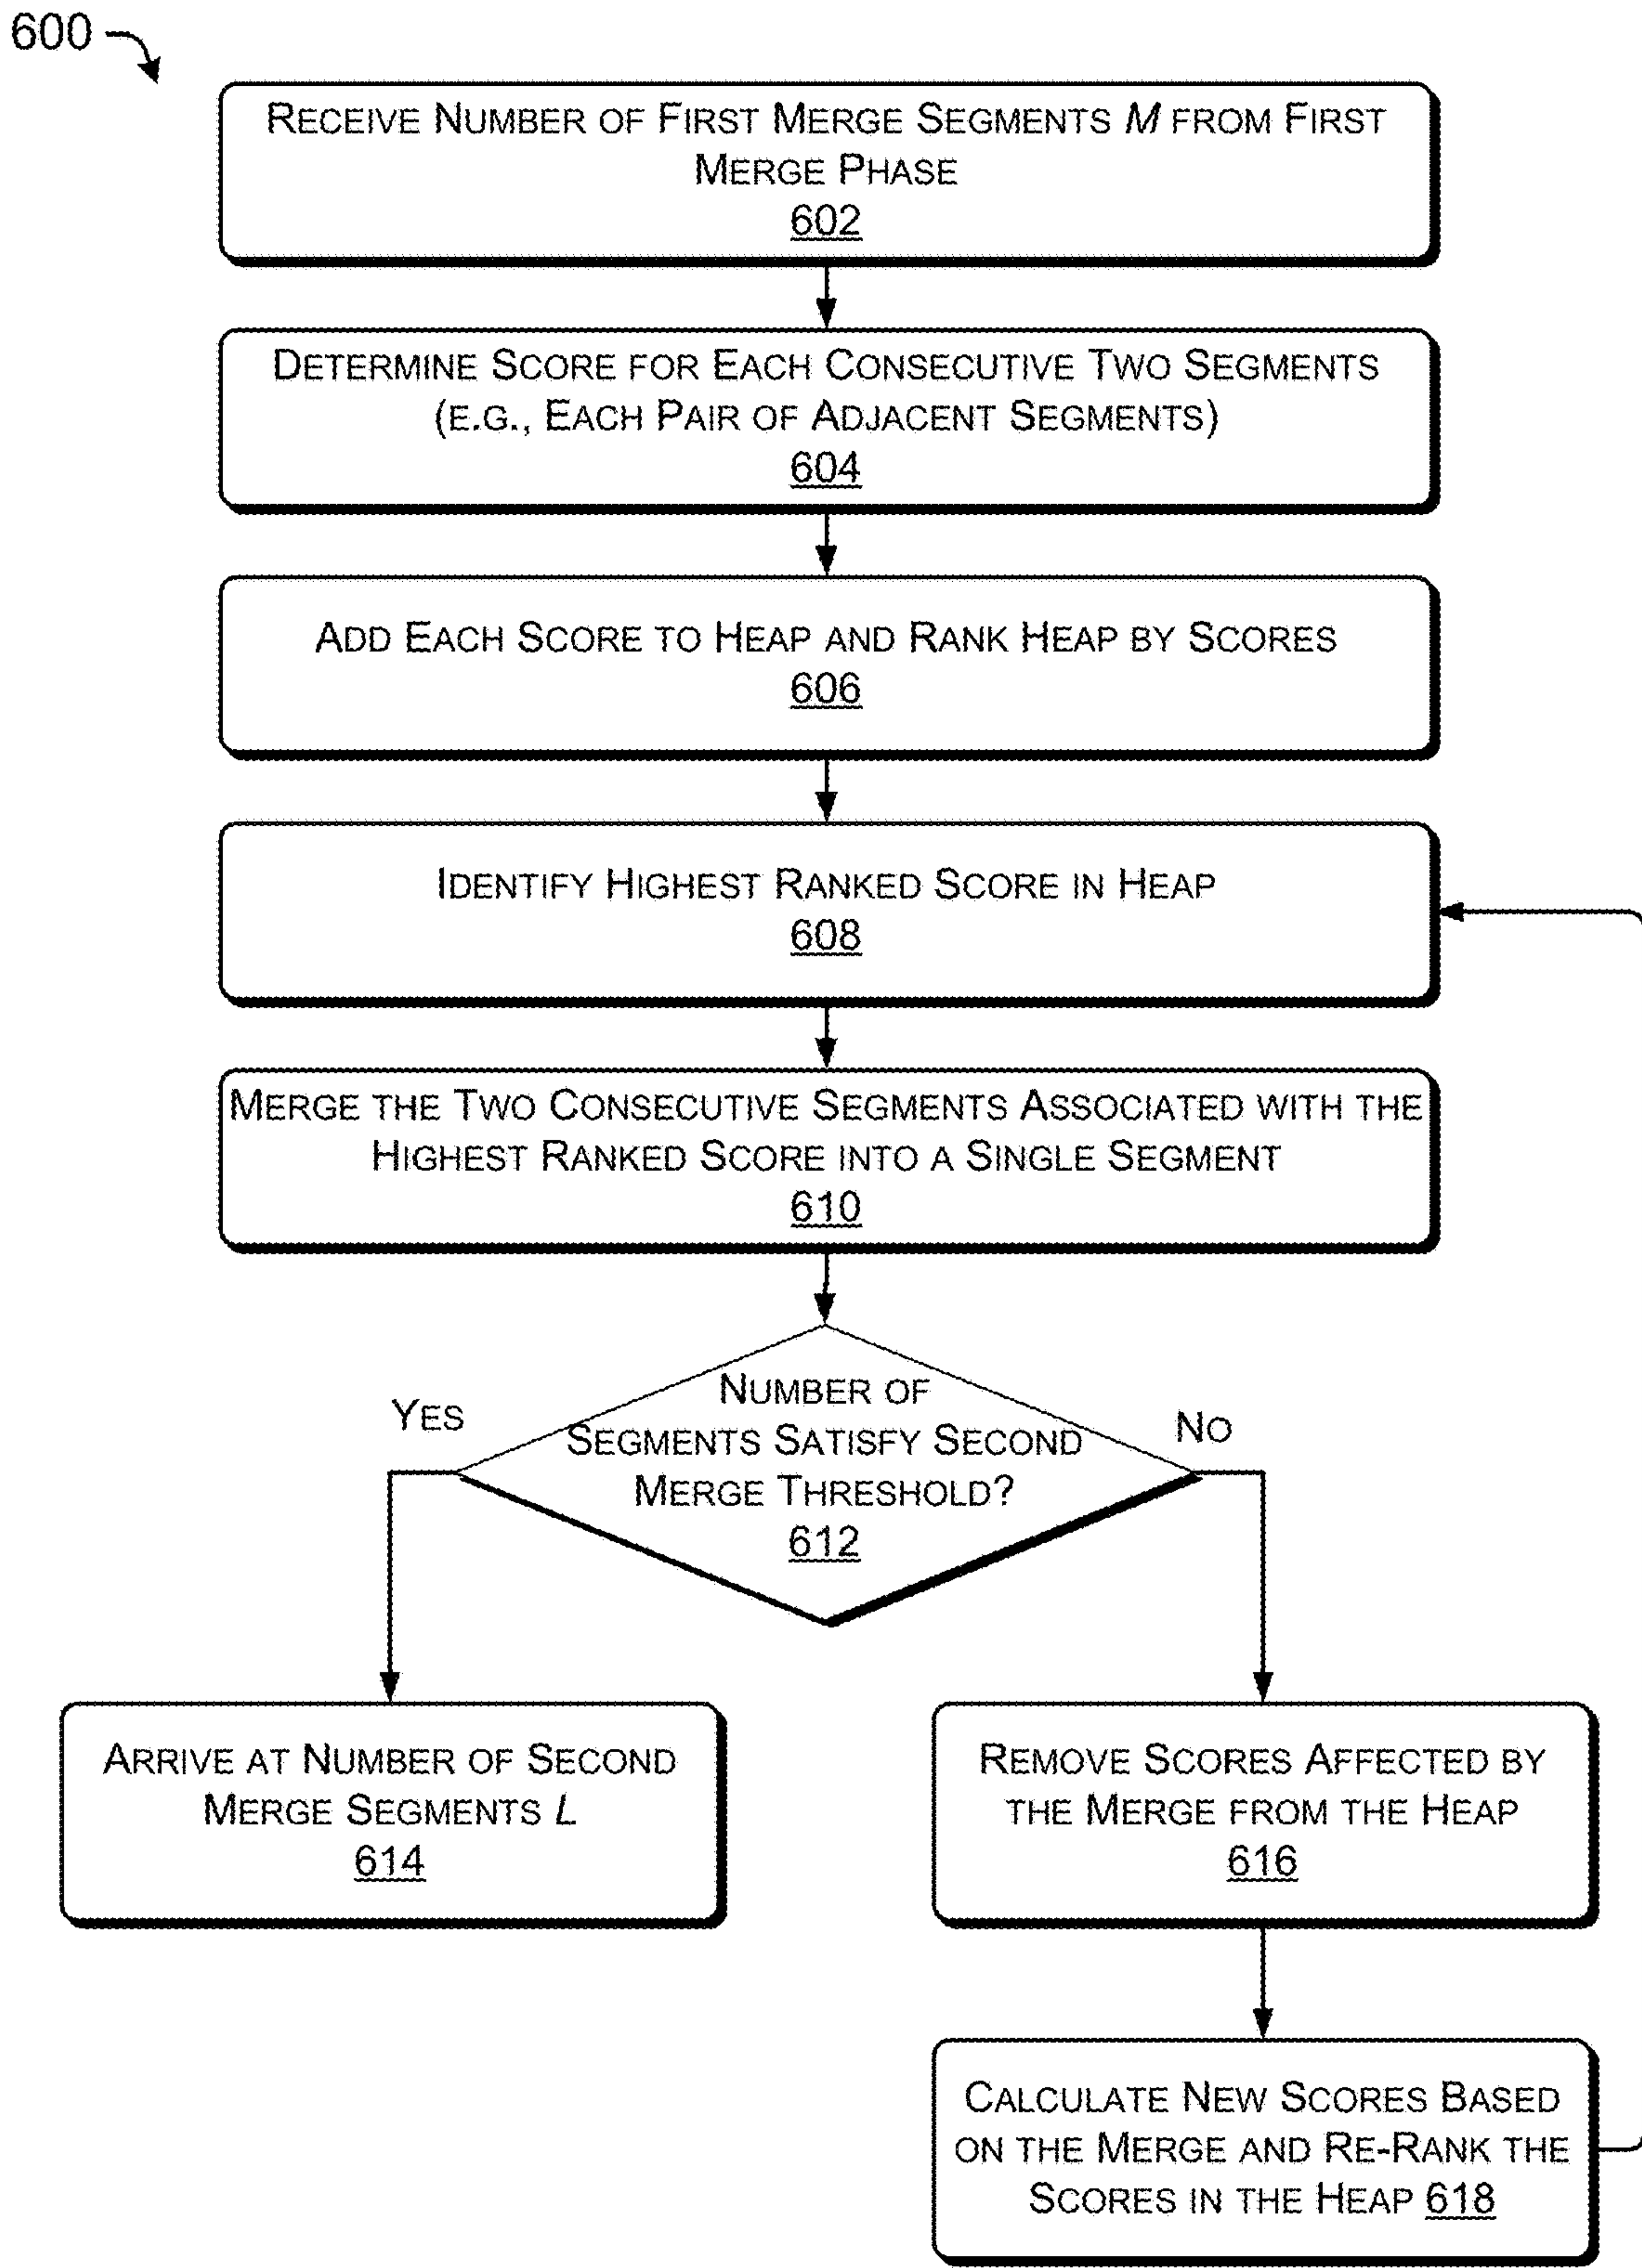 600
RECEIVE NUMBER OF FIRST MERGE SEGMENTS M FROM FIRST
MERGE PHASE
602
DETERMINE SCORE FOR EACH CONSECUTIVE TWO SEGMENTS
(E.G., EACH PAIR OF ADJACENT SEGMENTS)
604
ADD EACH SCORE TO HEAP AND RANK HEAP BY SCORES
606
IDENTIFY HIGHEST RANKED SCORE IN HEAP
608
MERGE THE TWO CONSECUTIVE SEGMENTS ASSOCIATED WITH THE
HIGHEST RANKED SCORE INTO A SINGLE SEGMENT
610
NUMBER OF
SEGMENTS SATISFY SECOND
MERGE THRESHOLD?
612
YES
NO
ARRIVE AT NUMBER OF SECOND
MERGE SEGMENTS L
614
REMOVE SCORES AFFECTED BY
THE MERGE FROM THE HEAP
616
CALCULATE NEW SCORES BASED
ON THE MERGE AND RE-RANK THE
SCORES IN THE HEAP 618